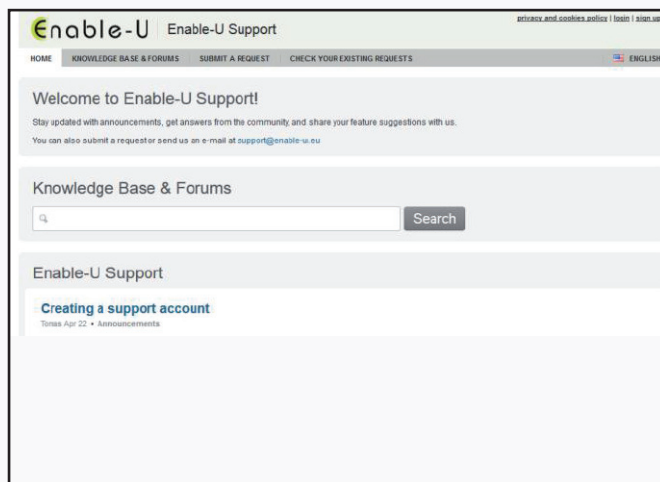 Enable-U Enable-U Support
privacy and cookies policy | login | sign up
HOME KNOWLEDGE BASE & FORUMS SUBMIT A REQUEST CHECK YOUR EXISTING REQUESTS ENGLISH
Welcome to Enable-U Support!
Stay updated with announcements, get answers from the community, and share your feature suggestions with us.
You can also submit a request or send us an e-mail at support@enable-u.eu
Knowledge Base & Forums
Search
Enable-U Support
Creating a support account
Tomas Apr 22 • Announcements